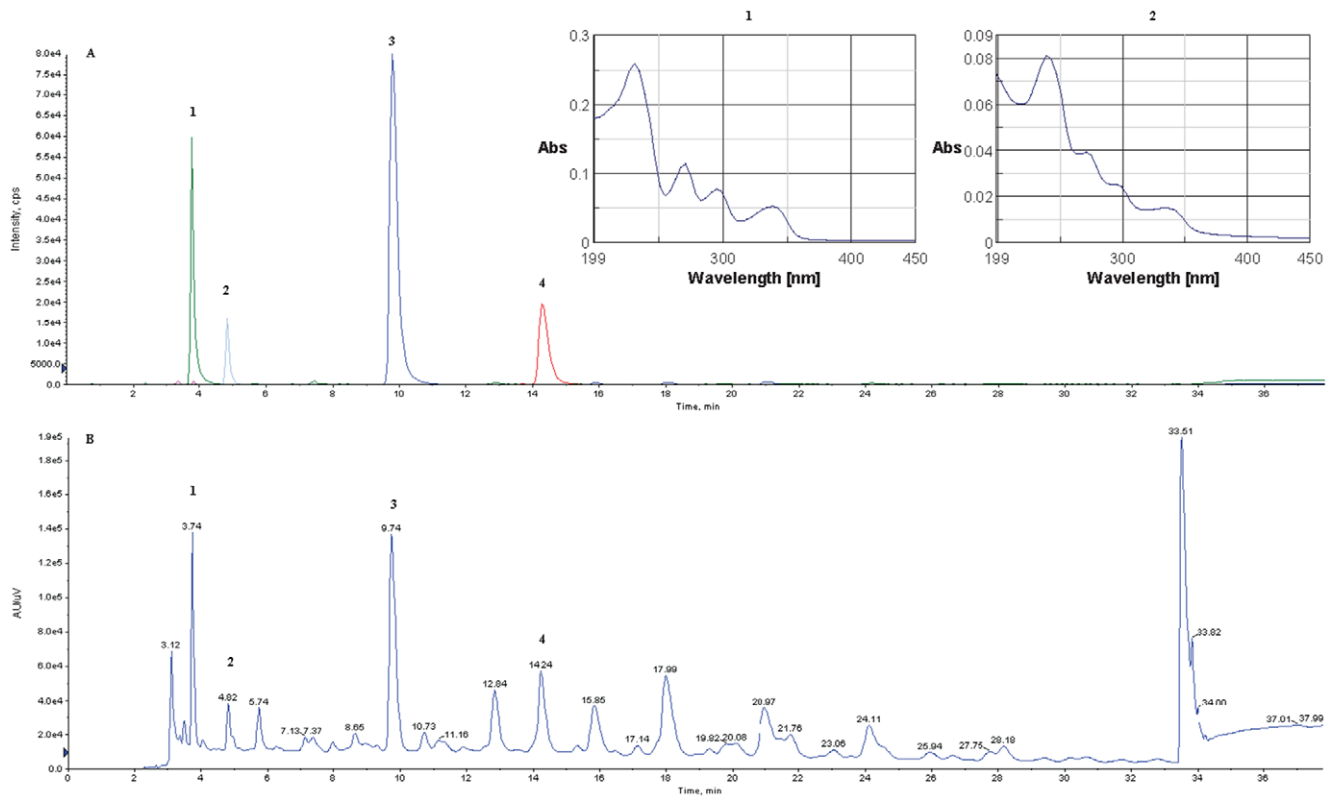 1
2
0.3
0.2
Abs
0.1
0
199
300
400
450
Wavelength [nm]
0.09
0.08
0.06
Abs
0.04
0.02
0
199
300
400
450
Wavelength [nm]
A
3
1
2
4
Intensity, cps
8.0e4
7.5e4
7.0e4
6.5e4
6.0e4
5.5e4
5.0e4
4.5e4
4.0e4
3.5e4
3.0e4
2.5e4
2.0e4
1.5e4
1.0e4
5000.0
0.0
2 4 6 8 10 12 14 16 18 20 22 24 26 28 30 32 34 36
Time, min
B
1
2
3
4
AU/uV
1.9e5
1.8e5
1.6e5
1.4e5
1.2e5
1.0e5
8.0e4
6.0e4
4.0e4
2.0e4
0.0
3.12
3.74
4.82
5.74
7.13
7.37
8.65
9.74
10.73
11.16
12.84
14.24
15.85
17.14
17.99
19.82
20.08
20.97
21.76
23.06
24.11
25.94
27.75
28.18
33.51
33.82
34.00
37.01
37.99
0 2 4 6 8 10 12 14 16 18 20 22 24 26 28 30 32 34 36
Time, min